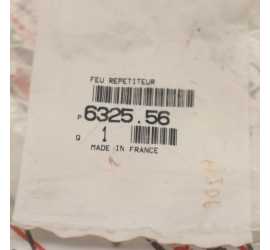 FEU REPETITEUR
P 6325.56
Q 1
MADE IN FRANCE